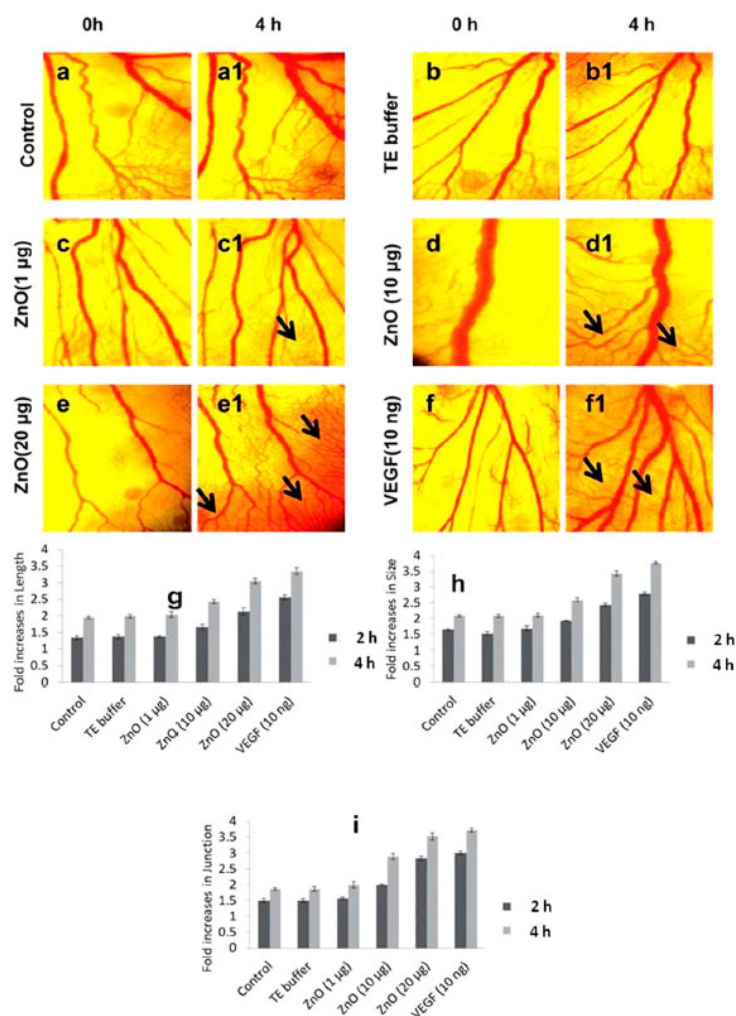 0h 4 h 0 h 4 h
Control a a1 TE buffer b b1
ZnO(1 µg) c c1 ZnO (10 µg) d d1
ZnO(20 µg) e e1 VEGF(10 ng) f f1
g
Fold increases in Length
4
3.5
3
2.5
2
1.5
1
0.5
0
Control
TE buffer
ZnO (1 µg)
ZnO (10 µg)
ZnO (20 µg)
VEGF (10 ng)
2 h
4 h
h
Fold increases in Size
4
3.5
3
2.5
2
1.5
1
0.5
0
Control
TE buffer
ZnO (1 µg)
ZnO (10 µg)
ZnO (20 µg)
VEGF (10 ng)
2 h
4 h
i
Fold increases in Junction
4
3.5
3
2.5
2
1.5
1
0.5
0
Control
TE buffer
ZnO (1 µg)
ZnO (10 µg)
ZnO (20 µg)
VEGF (10 ng)
2 h
4 h